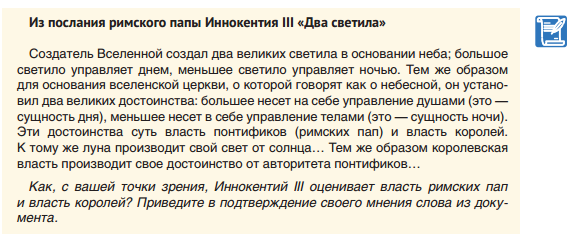 Из послания римского папы Иннокентия III «Два светила»
Создатель Вселенной создал два великих светила в основании неба; большое
светило управляет днем, меньшее светило управляет ночью. Тем же образом
для основания вселенской церкви, о которой говорят как о небесной, он устано-
вил два великих достоинства: большее несет на себе управление душами (это —
сущность дня), меньшее несет в себе управление телами (это — сущность ночи).
Эти достоинства суть власть понтификов (римских пап) и власть королей.
К тому же луна производит свой свет от солнца... Тем же образом королевская
власть производит свое достоинство от авторитета понтификов...
Как, с вашей точки зрения, Иннокентий III оценивает власть римских пап
и власть королей? Приведите в подтверждение своего мнения слова из доку-
мента.